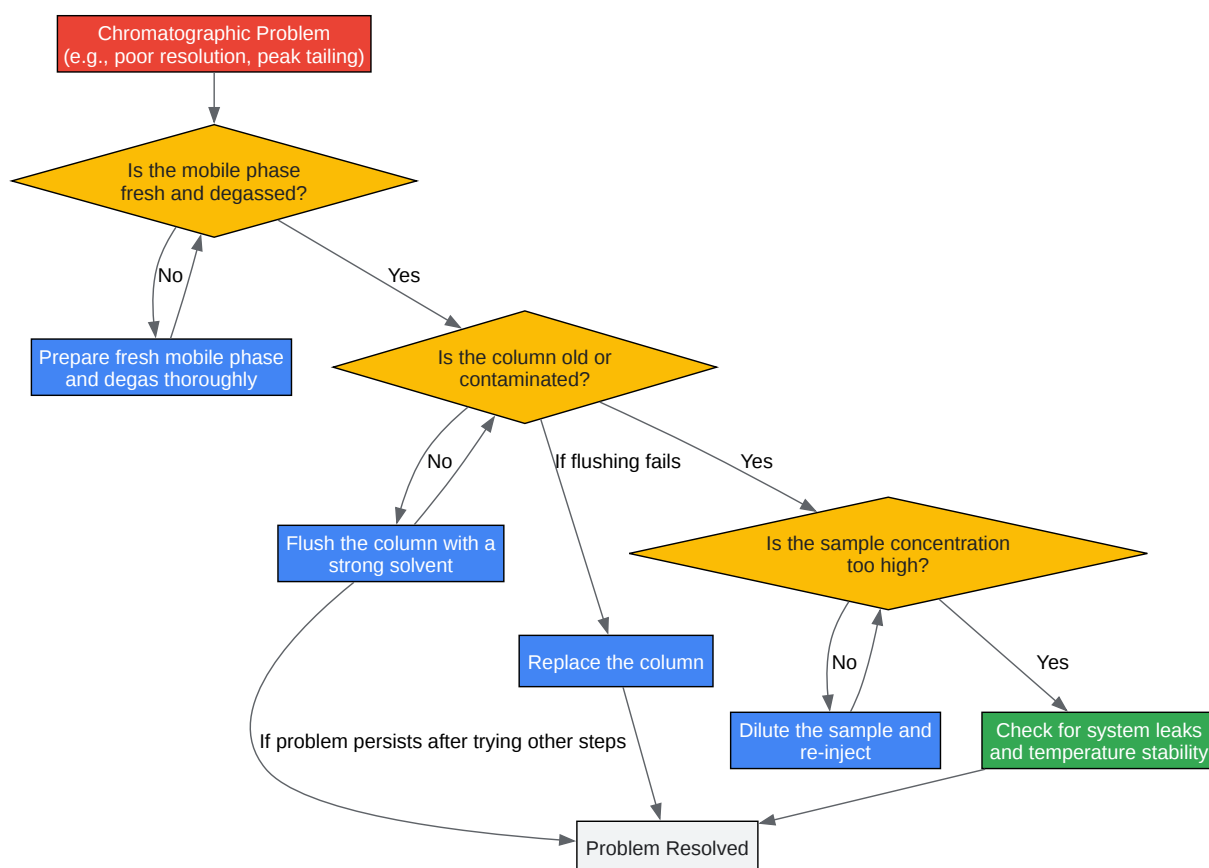 Chromatographic Problem
(e.g., poor resolution, peak tailing)
Is the mobile phase
fresh and degassed?
No
Yes
Prepare fresh mobile phase
and degas thoroughly
Is the column old or
contaminated?
No
If flushing fails
Yes
Flush the column with a
strong solvent
Is the sample concentration
too high?
Replace the column
No
Yes
If problem persists after trying other steps
Dilute the sample and
re-inject
Check for system leaks
and temperature stability
Problem Resolved